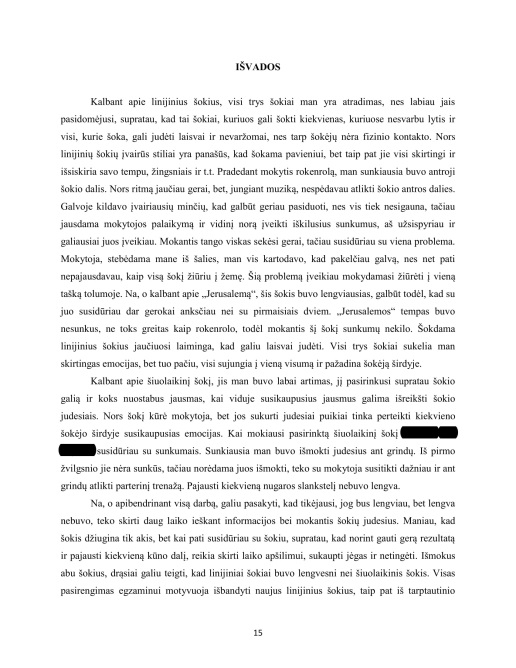 IŠVADOS
Kalbant apie linijinius šokius, visi trys šokiai man yra atradimas, nes labiau jais
pasidomėjusi, supratau, kad tai šokiai, kuriuos gali šokti kiekvienas, kuriuose nesvarbu lytis ir
visi, kurie šoka, gali judėti laisvai ir nevaržomai, nes tarp šokėjų nėra fizinio kontakto. Nors
linijinių šokių įvairūs stiliai yra panašūs, kad šokama pavieniui, bet taip pat jie visi skirtingi ir
išsiskiria savo tempu, žingsniais ir t.t. Pradedant mokytis rokenrolą, man sunkiausia buvo antroji
šokio dalis. Nors ritmą jaučiau gerai, bet, jungiant muziką, nespėdavau atlikti šokio antros dalies.
Galvoje kildavo įvairiausių minčių, kad galbūt geriau pasiduoti, nes vis tiek nesigauna, tačiau
jausdama mokytojos palaikymą ir vidinį norą įveikti iškilusius sunkumus, aš užsispyriau ir
galiausiai juos įveikiau. Mokantis tango viskas sekėsi gerai, tačiau susidūriau su viena problema.
Mokytoja, stebėdama mane iš šalies, man vis kartodavo, kad pakelčiau galvą, nes net pati
nepajausdavau, kaip visą šokį žiūriu į žemę. Šią problemą įveikiau mokydamasi žiūrėti į vieną
tašką tolumoje. Na, o kalbant apie „Jerusalemą“, šis šokis buvo lengviausias, galbūt todėl, kad su
juo susidūriau dar gerokai anksčiau nei su pirmaisiais dviem. „Jerusalemos“ tempas buvo
nesunkus, ne toks greitas kaip rokenrolo, todėl mokantis šį šokį sunkumų nekilo. Šokdama
linijinius šokius jaučiuosi laiminga, kad galiu laisvai judėti. Visi trys šokiai sukelia man
skirtingas emocijas, bet tuo pačiu, visi sujungia į vieną visumą ir pažadina šokėją širdyje.
Kalbant apie šiuolaikinį šokį, jis man buvo labai artimas, jį pasirinkusi supratau šokio
galią ir koks nuostabus jausmas, kai viduje susikaupusius jausmus galima išreikšti šokio
judesiais. Nors šokį kūrė mokytoja, bet jos sukurti judesiai puikiai tinka perteikti kiekvieno
šokėjo širdyje susikaupusias emocijas. Kai mokiausi pasirinktą šiuolaikinį šokį
susidūriau su sunkumais. Sunkiausia man buvo išmokti judesius ant grindų. Iš pirmo
žvilgsnio jie nėra sunkūs, tačiau norėdama juos išmokti, teko su mokytoja susitikti dažniau ir ant
grindų atlikti parterinį trenažą. Pajausti kiekvieną nugaros slankstelį nebuvo lengva.
Na, o apibendrinant visą darbą, galiu pasakyti, kad tikėjausi, jog bus lengviau, bet lengva
nebuvo, teko skirti daug laiko ieškant informacijos bei mokantis šokių judesius. Maniau, kad
šokis džiugina tik akis, bet kai pati susidūriau su šokiu, supratau, kad norint gauti gerą rezultatą
ir pajausti kiekvieną kūno dalį, reikia skirti laiko apšilimui, sukaupti jėgas ir netingėti. Išmokus
abu šokius, drąsiai galiu teigti, kad linijiniai šokiai buvo lengvesni nei šiuolaikinis šokis. Visas
pasirengimas egzaminui motyvuoja išbandyti naujus linijinius šokius, taip pat iš tarptautinio
15